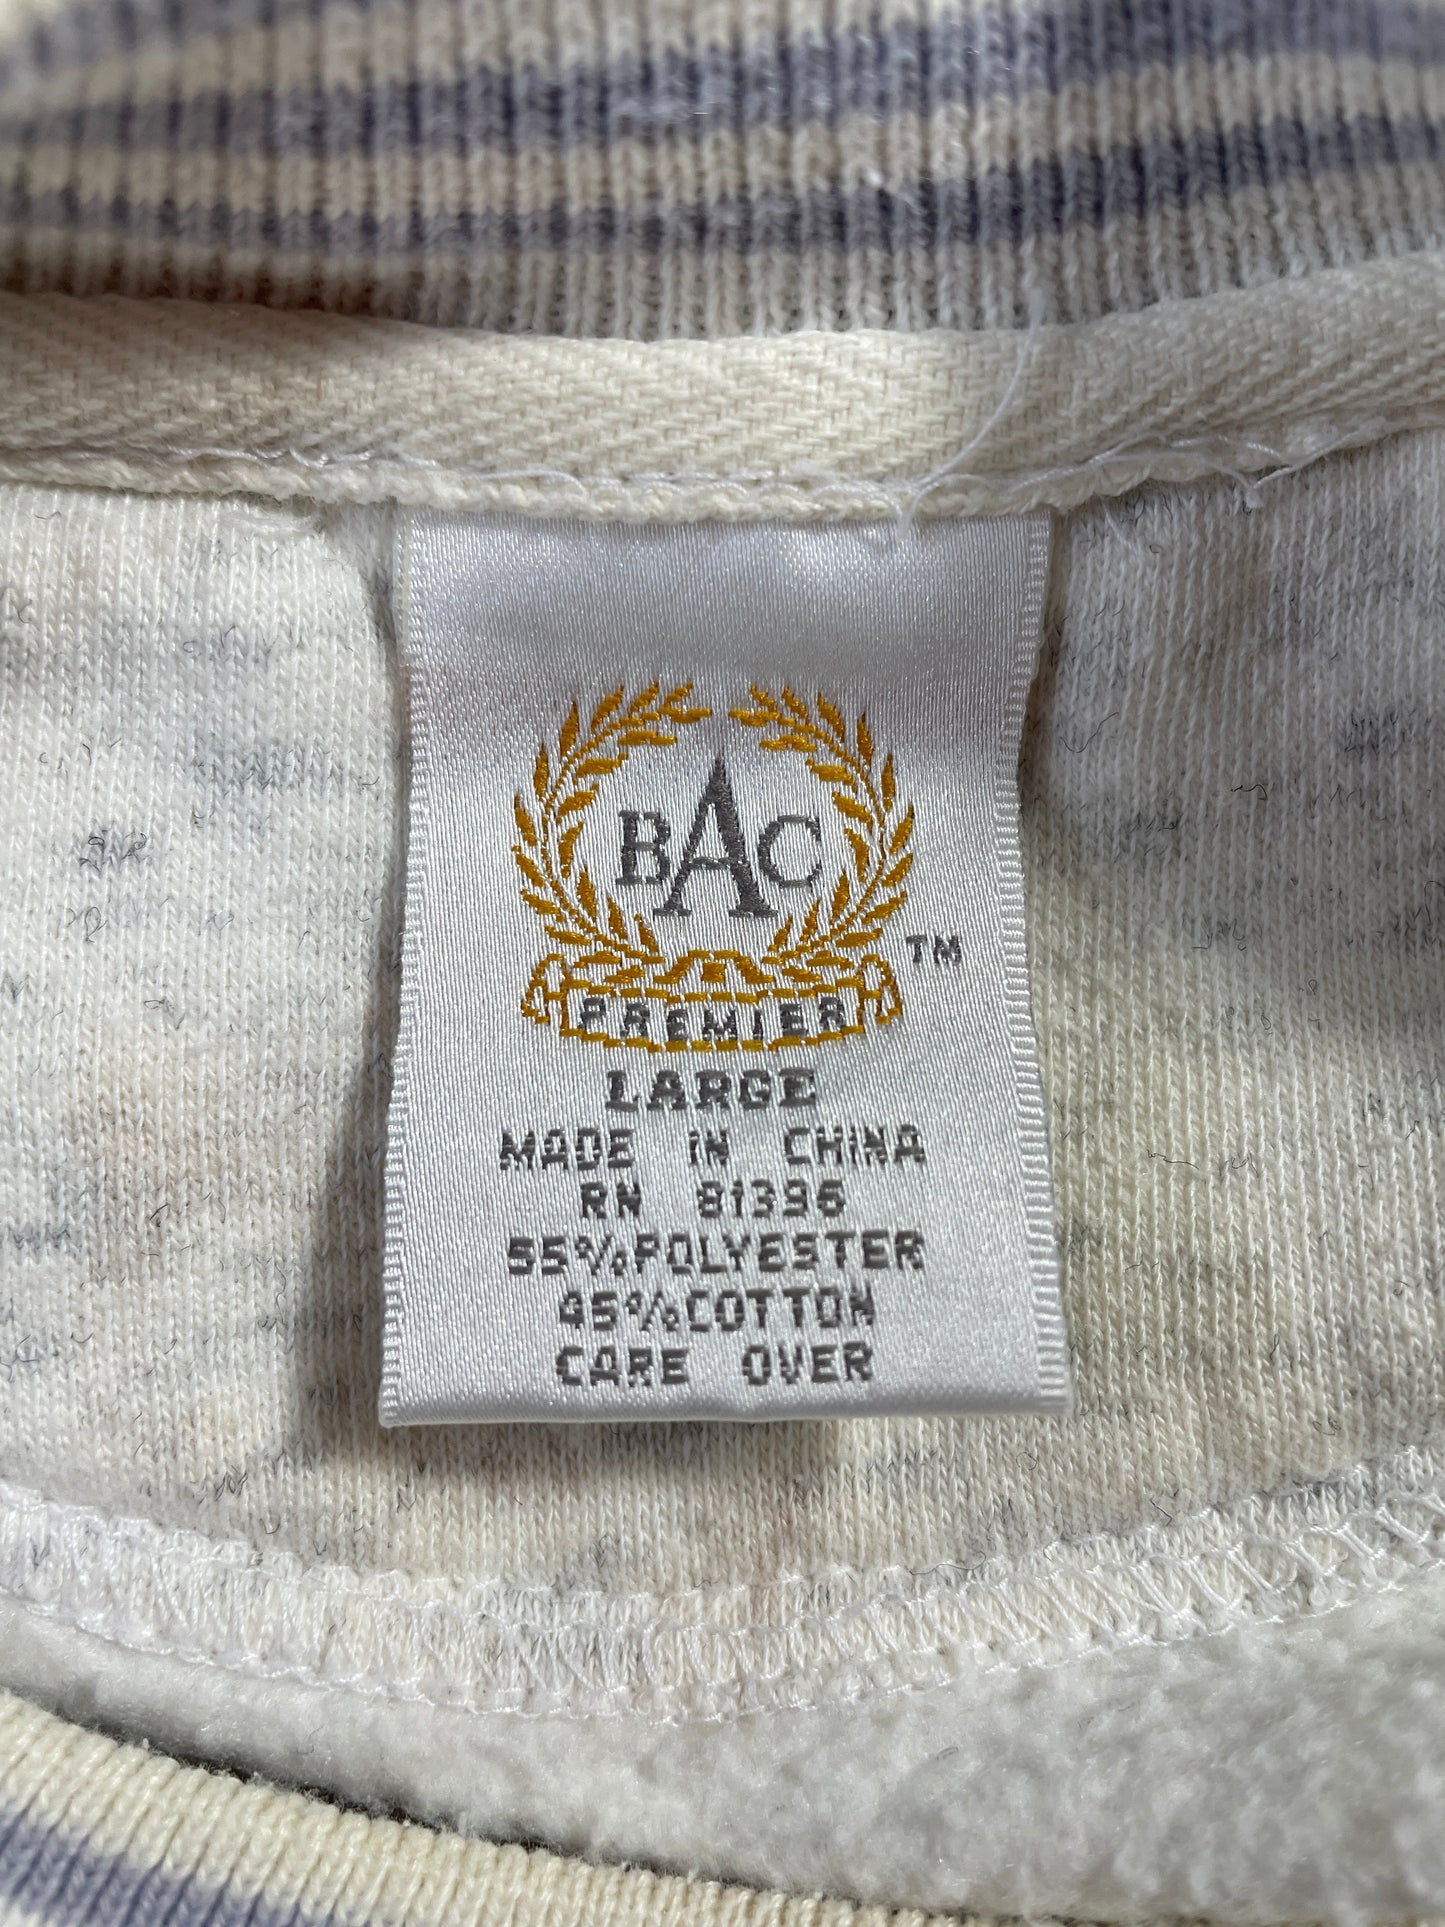 BAC
TM
PREMIER
LARGE
MADE IN CHINA
RN 81396
55%POLYESTER
45%COTTON
CARE OVER